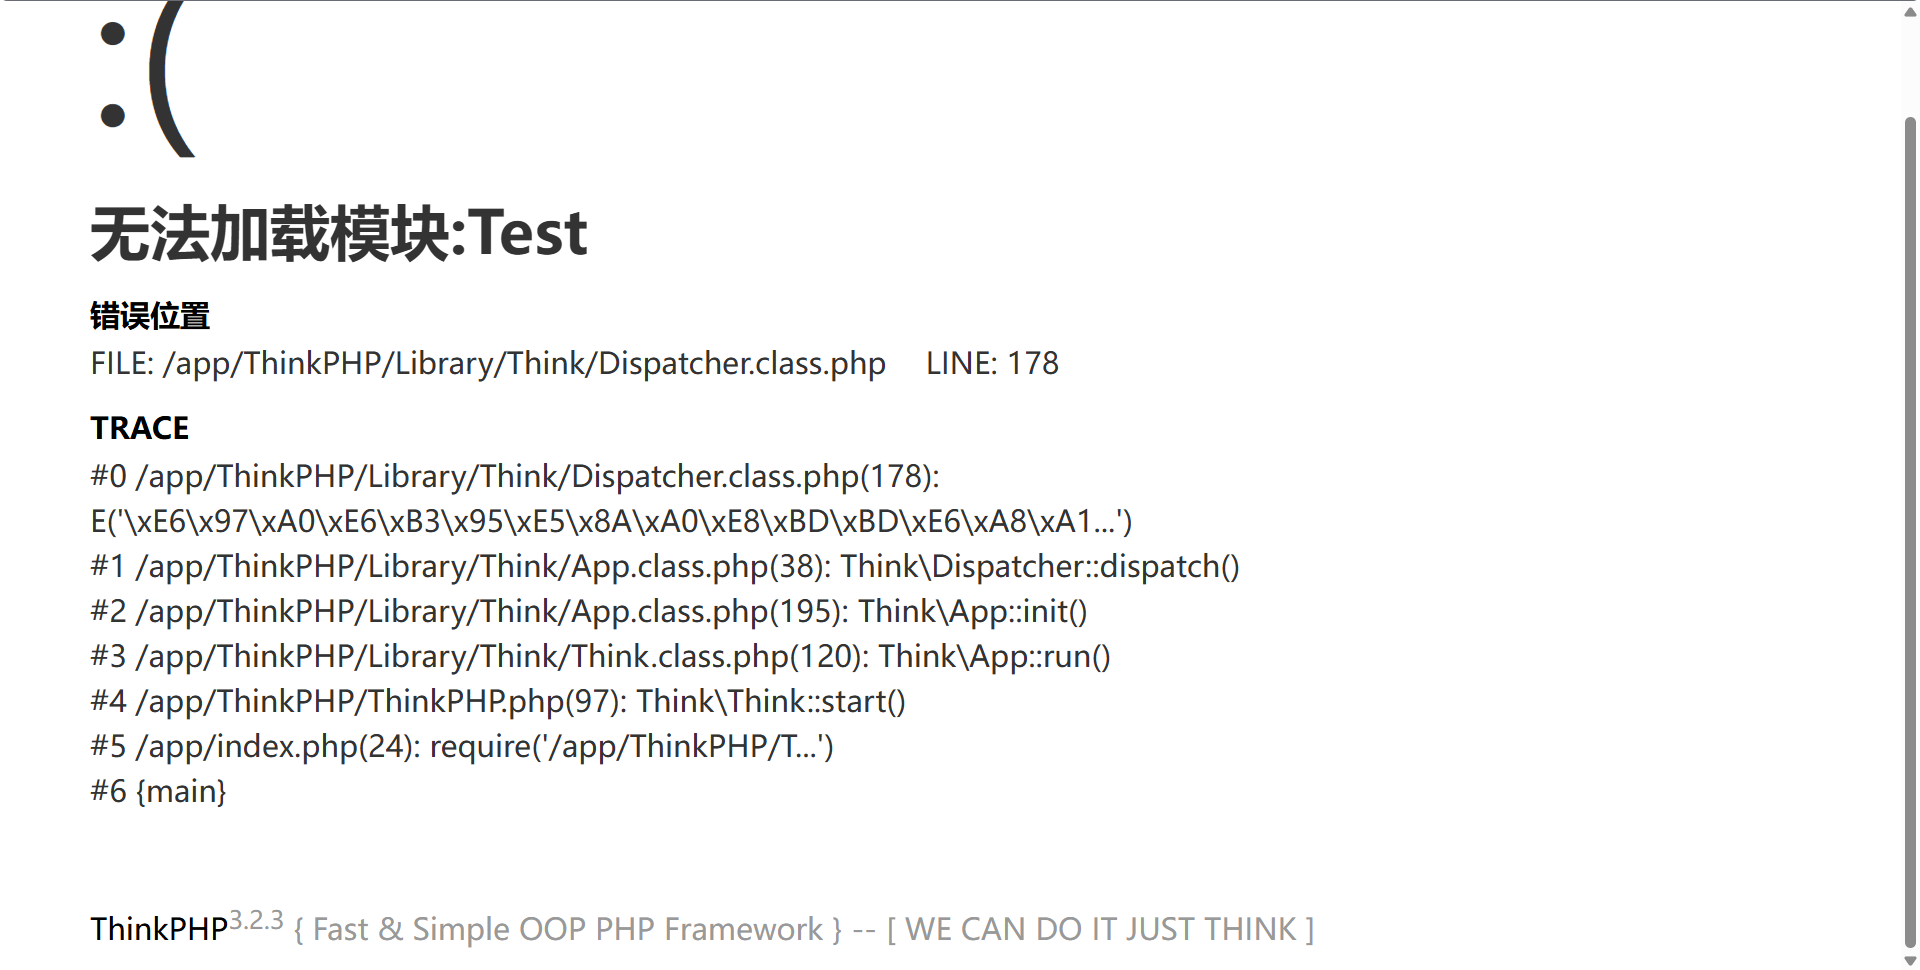 :(
无法加载模块:Test
错误位置
FILE: /app/ThinkPHP/Library/Think/Dispatcher.class.php LINE: 178
TRACE
#0 /app/ThinkPHP/Library/Think/Dispatcher.class.php(178):
E('\xE6\x97\xA0\xE6\xB3\x95\xE5\x8A\xA0\xE8\xBD\xBD\xE6\xA8\xA1...')
#1 /app/ThinkPHP/Library/Think/App.class.php(38): Think\Dispatcher::dispatch()
#2 /app/ThinkPHP/Library/Think/App.class.php(195): Think\App::init()
#3 /app/ThinkPHP/Library/Think/Think.class.php(120): Think\App::run()
#4 /app/ThinkPHP/ThinkPHP.php(97): Think\Think::start()
#5 /app/index.php(24): require('/app/ThinkPHP/T...')
#6 {main}
ThinkPHP3.2.3 { Fast & Simple OOP PHP Framework } -- [ WE CAN DO IT JUST THINK ]